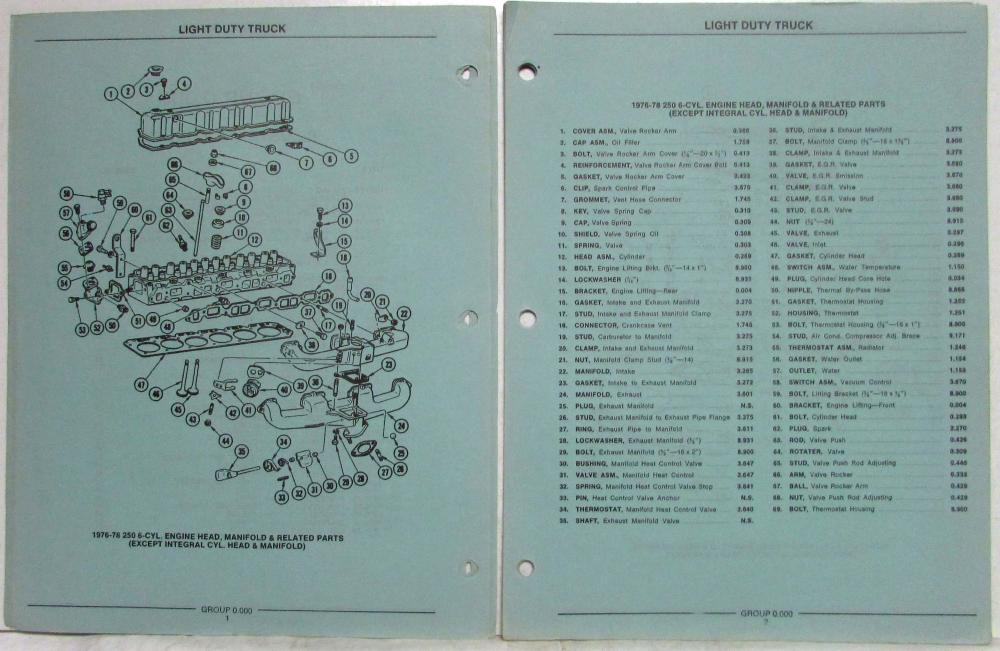 LIGHT DUTY TRUCK
1976-78 250 6-CYL. ENGINE HEAD, MANIFOLD & RELATED PARTS
(EXCEPT INTEGRAL CYL. HEAD & MANIFOLD)
GROUP 0.000
1
LIGHT DUTY TRUCK
1976-78 250 6-CYL. ENGINE HEAD, MANIFOLD & RELATED PARTS
(EXCEPT INTEGRAL CYL. HEAD & MANIFOLD)
1. COVER ASM., Valve Rocker Arm 0.386
2. CAP ASM., Oil Filler 1.758
3. BOLT, Valve Rocker Arm Cover 0.413
4. REINFORCEMENT, Valve Rocker Arm Cover Bolt 0.413
5. GASKET, Valve Rocker Arm Cover 0.423
6. CLIP, Spark Control Pipe 3.670
7. GROMMET, Vent Hose Connector 1.745
8. KEY, Valve Spring Cap 0.310
9. CAP, Valve Spring 0.309
10. SHIELD, Valve Spring Oil 0.308
11. SPRING, Valve 0.303
12. HEAD ASM., Cylinder 0.269
13. BOLT, Engine Lifting Brkt. 8.900
14. LOCKWASHER 8.931
15. BRACKET, Engine Lifting—Rear 0.004
16. GASKET, Intake and Exhaust Manifold 3.270
17. STUD, Intake and Exhaust Manifold Clamp 3.275
18. CONNECTOR, Crankcase Vent 1.745
19. STUD, Carburetor to Manifold 3.275
20. CLAMP, Intake and Exhaust Manifold 3.273
21. NUT, Manifold Clamp Stud 8.915
22. MANIFOLD, Intake 3.265
23. GASKET, Intake to Exhaust Manifold 3.272
24. MANIFOLD, Exhaust 3.601
25. PLUG, Exhaust Manifold N.S.
26. STUD, Exhaust Manifold to Exhaust Pipe Flange 3.275
27. RING, Exhaust Pipe to Manifold 3.611
28. LOCKWASHER, Exhaust Manifold 8.931
29. BOLT, Exhaust Manifold 8.900
30. BUSHING, Manifold Heat Control Valve 3.647
31. VALVE ASM., Manifold Heat Control 3.647
32. SPRING, Manifold Heat Control Valve Stop 3.641
33. PIN, Heat Control Valve Anchor N.S.
34. THERMOSTAT, Manifold Heat Control Valve 3.640
35. SHAFT, Exhaust Manifold Valve N.S.
36. STUD, Intake & Exhaust Manifold 3.275
37. BOLT, Manifold Clamp 8.900
38. CLAMP, Intake & Exhaust Manifold 3.273
39. GASKET, E.G.R. Valve 3.680
40. VALVE, E.G.R. Emission 3.670
41. CLAMP, E.G.R. Valve 3.680
42. CLAMP, E.G.R. Valve Stud 3.680
43. STUD, E.G.R. Valve 3.690
44. NUT 8.915
45. VALVE, Exhaust 0.297
46. VALVE, Inlet 0.296
47. GASKET, Cylinder Head 0.289
48. SWITCH ASM., Water Temperature 1.150
49. PLUG, Cylinder Head Core Hole 0.034
50. NIPPLE, Thermal By-Pass Hose 8.866
51. GASKET, Thermostat Housing 1.252
52. HOUSING, Thermostat 1.251
53. BOLT, Thermostat Housing 8.900
54. STUD, Air Cond. Compressor Adj. Brace 9.171
55. THERMOSTAT ASM., Radiator 1.246
56. GASKET, Water Outlet 1.154
57. OUTLET, Water 1.153
58. SWITCH ASM., Vacuum Control 3.670
59. BOLT, Lifting Bracket 8.900
60. BRACKET, Engine Lifting—Front 0.004
61. BOLT, Cylinder Head 0.289
62. PLUG, Spark 2.270
63. ROD, Valve Push 0.426
64. ROTATER, Valve 0.309
65. STUD, Valve Push Rod Adjusting 0.446
66. ARM, Valve Rocker 0.333
67. BALL, Valve Rocker Arm 0.429
68. NUT, Valve Push Rod Adjusting 0.429
69. BOLT, Thermostat Housing 8.900
GROUP 0.000
2